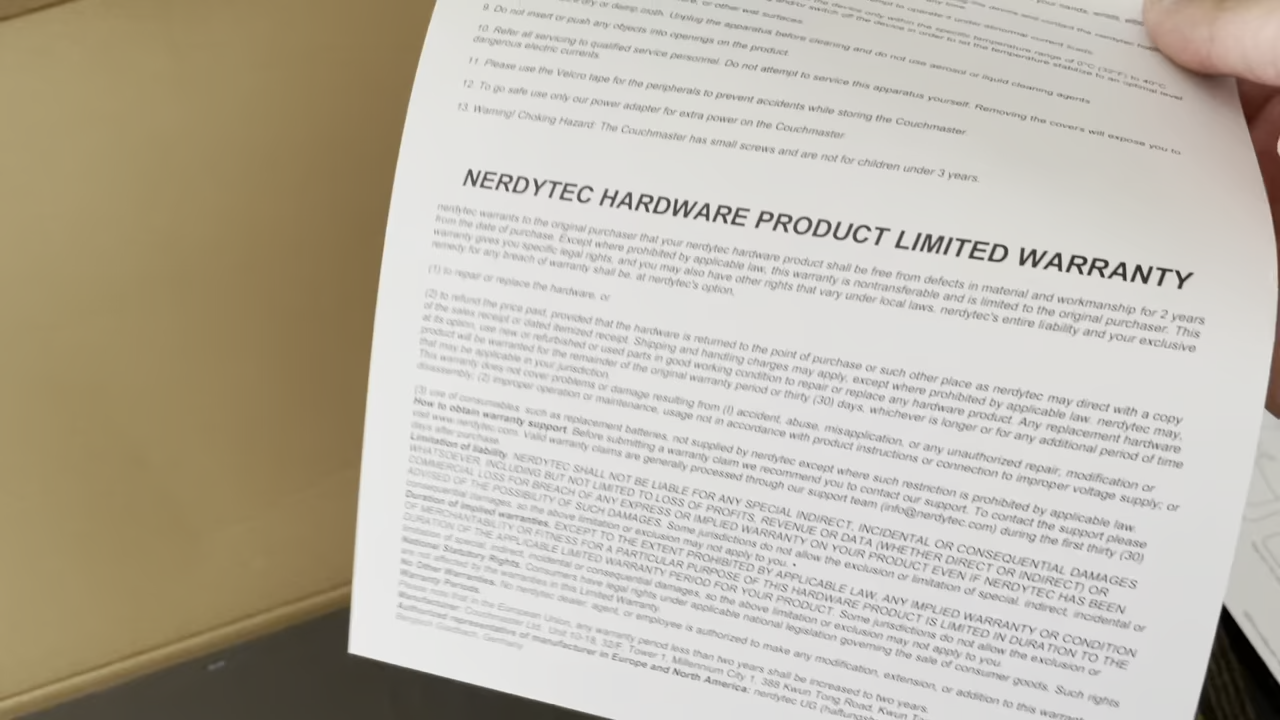 9. Do not insert or push any objects into openings on the product.
10. Refer all servicing to qualified service personnel. Do not attempt to service this apparatus yourself. Removing the covers will expose you to
dangerous electric currents.
11. Please use the Velcro tape for the peripherals to prevent accidents while storing the Couchmaster
12. To go safe use only our power adapter for extra power on the Couchmaster
13. Warning! Choking Hazard: The Couchmaster has small screws and are not for children under 3 years.
NERDYTEC HARDWARE PRODUCT LIMITED WARRANTY
nerdytec warrants to the original purchaser that your nerdytec hardware product shall be free from defects in material and workmanship for 2 years
from the date of purchase. Except where prohibited by applicable law, this warranty is nontransferable and is limited to the original purchaser. This
warranty gives you specific legal rights, and you may also have other rights that vary under local laws. nerdytec's entire liability and your exclusive
remedy for any breach of warranty shall be, at nerdytec's option,
(1) to repair or replace the hardware, or
(2) to refund the price paid, provided that the hardware is returned to the point of purchase or such other place as nerdytec may direct with a copy
of the sales receipt or dated itemized receipt. Shipping and handling charges may apply, except where prohibited by applicable law. nerdytec may,
at its option, use new or refurbished or used parts in good working condition to repair or replace any hardware product. Any replacement hardware
product will be warranted for the remainder of the original warranty period or thirty (30) days, whichever is longer or for any additional period of time
that may be applicable in your jurisdiction.
This warranty does not cover problems or damage resulting from (I) accident, abuse, misapplication, or any unauthorized repair, modification or
disassembly; (2) improper operation or maintenance, usage not in accordance with product instructions or connection to improper voltage supply; or
(3) use of consumables, such as replacement batteries, not supplied by nerdytec except where such restriction is prohibited by applicable law.
How to obtain warranty support. Before submitting a warranty claim we recommend you to contact our support. To contact the support please
visit www.nerdytec.com. Valid warranty claims are generally processed through our support team (info@nerdytec.com) during the first thirty (30)
days after purchase.
Limitation of liability. NERDYTEC SHALL NOT BE LIABLE FOR ANY SPECIAL INDIRECT, INCIDENTAL OR CONSEQUENTIAL DAMAGES
WHATSOEVER, INCLUDING BUT NOT LIMITED TO LOSS OF PROFITS, REVENUE OR DATA (WHETHER DIRECT OR INDIRECT) OR
COMMERCIAL LOSS FOR BREACH OF ANY EXPRESS OR IMPLIED WARRANTY ON YOUR PRODUCT EVEN IF NERDYTEC HAS BEEN
ADVISED OF THE POSSIBILITY OF SUCH DAMAGES. Some jurisdictions do not allow the exclusion or limitation of special, indirect, incidental or
consequential damages, so the above limitation or exclusion may not apply to you.
Duration of implied warranties. EXCEPT TO THE EXTENT PROHIBITED BY APPLICABLE LAW, ANY IMPLIED WARRANTY OR CONDITION
OF MERCHANTABILITY OR FITNESS FOR A PARTICULAR PURPOSE OF THIS HARDWARE PRODUCT IS LIMITED IN DURATION TO THE
DURATION OF THE APPLICABLE LIMITED WARRANTY PERIOD FOR YOUR PRODUCT. Some jurisdictions do not allow the exclusion or
limitation of special, indirect, incidental or consequential damages, so the above limitation or exclusion may not apply to you.
National Statutory Rights. Consumers have legal rights under applicable national legislation governing the sale of consumer goods. Such rights
are not affected by the warranties in this Limited Warranty.
No Other Warranties. No nerdytec dealer, agent, or employee is authorized to make any modification, extension, or addition to this warranty
Warranty Periods.
Please note that in the European Union, any warranty period less than two years shall be increased to two years.
Manufacturer: Couchmaster Ltd. Unit 10-18, 32/F. Tower 1, Millennium City 1, 388 Kwun Tong Road, Kwun
Authorized representative of manufacturer in Europe and North America: nerdytec UG
Bergisch Gladbach, Germany